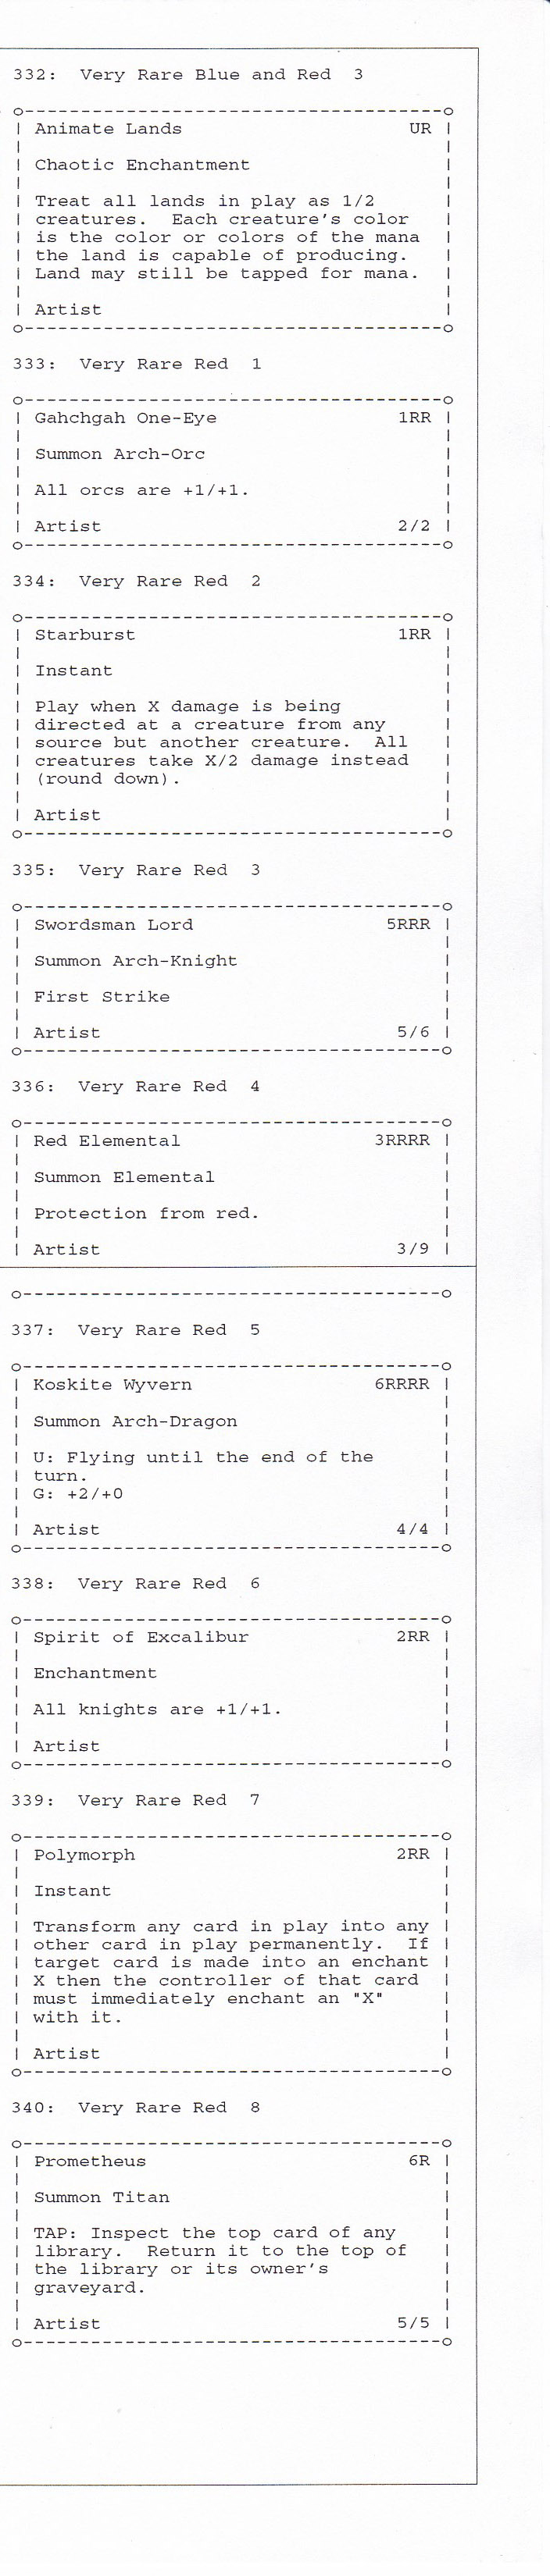 332:  Very Rare Blue and Red  3
o--------------------------------------o
| Animate Lands                     UR |
| Chaotic Enchantment                  |
| Treat all lands in play as 1/2       |
| creatures.  Each creature's color    |
| is the color or colors of the mana   |
| the land is capable of producing.    |
| Land may still be tapped for mana.   |
| Artist                               |
o--------------------------------------o
333:  Very Rare Red  1
o--------------------------------------o
| Gahchgah One-Eye                 1RR |
| Summon Arch-Orc                      |
| All orcs are +1/+1.                  |
| Artist                           2/2 |
o--------------------------------------o
334:  Very Rare Red  2
o--------------------------------------o
| Starburst                        1RR |
| Instant                              |
| Play when X damage is being          |
| directed at a creature from any      |
| source but another creature.  All    |
| creatures take X/2 damage instead    |
| (round down).                        |
| Artist                               |
o--------------------------------------o
335:  Very Rare Red  3
o--------------------------------------o
| Swordsman Lord                  5RRR |
| Summon Arch-Knight                   |
| First Strike                         |
| Artist                           5/6 |
o--------------------------------------o
336:  Very Rare Red  4
o--------------------------------------o
| Red Elemental                  3RRRR |
| Summon Elemental                     |
| Protection from red.                 |
| Artist                           3/9 |
o--------------------------------------o
337:  Very Rare Red  5
o--------------------------------------o
| Koskite Wyvern                 6RRRR |
| Summon Arch-Dragon                   |
| U: Flying until the end of the       |
| turn.                                |
| G: +2/+0                             |
| Artist                           4/4 |
o--------------------------------------o
338:  Very Rare Red  6
o--------------------------------------o
| Spirit of Excalibur              2RR |
| Enchantment                          |
| All knights are +1/+1.               |
| Artist                               |
o--------------------------------------o
339:  Very Rare Red  7
o--------------------------------------o
| Polymorph                        2RR |
| Instant                              |
| Transform any card in play into any  |
| other card in play permanently.  If  |
| target card is made into an enchant  |
| X then the controller of that card   |
| must immediately enchant an "X"      |
| with it.                             |
| Artist                               |
o--------------------------------------o
340:  Very Rare Red  8
o--------------------------------------o
| Prometheus                        6R |
| Summon Titan                         |
| TAP: Inspect the top card of any     |
| library.  Return it to the top of    |
| the library or its owner's           |
| graveyard.                           |
| Artist                           5/5 |
o--------------------------------------o